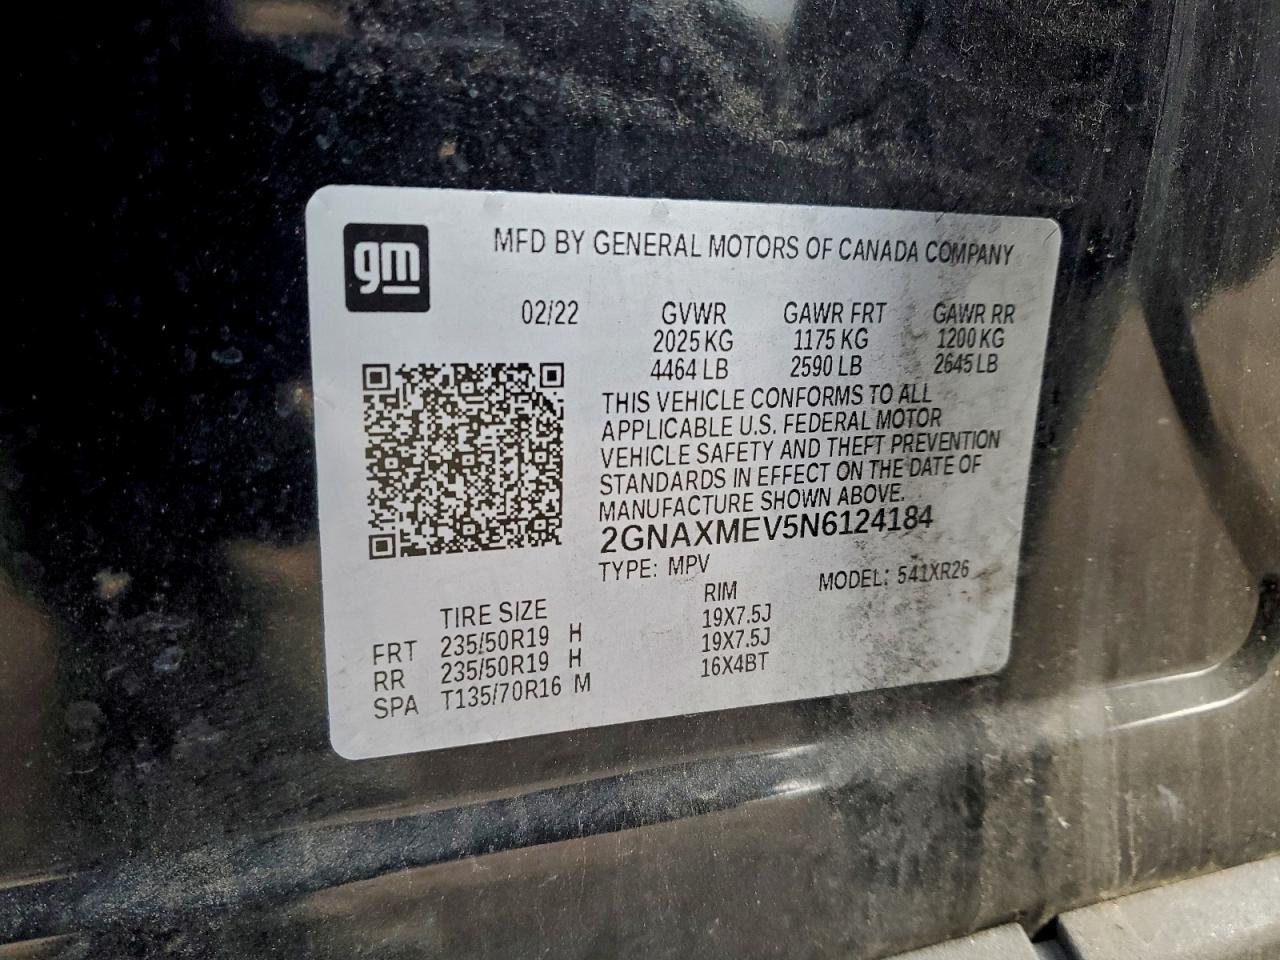 gm
MFD BY GENERAL MOTORS OF CANADA COMPANY
02/22 GVWR GAWR FRT GAWR RR
2025 KG 1175 KG 1200 KG
4464 LB 2590 LB 2645 LB
THIS VEHICLE CONFORMS TO ALL
APPLICABLE U.S. FEDERAL MOTOR
VEHICLE SAFETY AND THEFT PREVENTION
STANDARDS IN EFFECT ON THE DATE OF
MANUFACTURE SHOWN ABOVE.
2GNAXMEV5N6124184
TYPE: MPV MODEL: 541XR26
TIRE SIZE RIM
FRT 235/50R19 H 19X7.5J
RR 235/50R19 H 19X7.5J
SPA T135/70R16 M 16X4BT